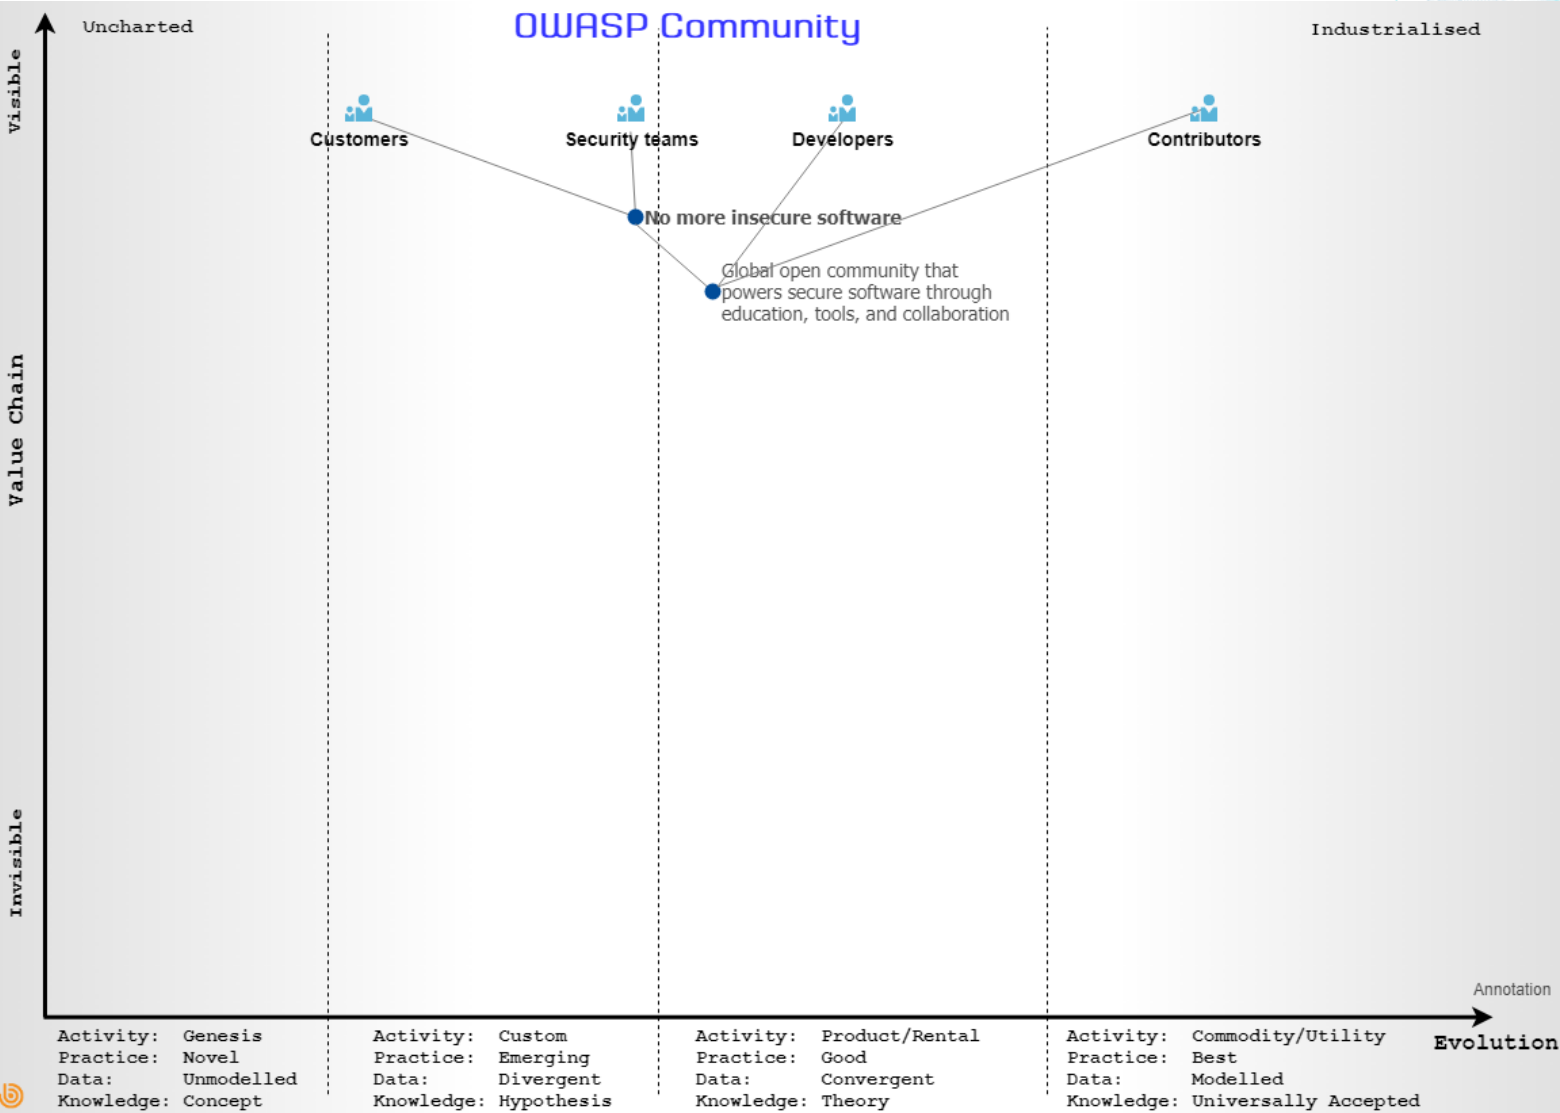 OWASP Community
Uncharted
Industrialised
Visible
Value Chain
Invisible
Customers
Security teams
Developers
Contributors
No more insecure software
Global open community that
powers secure software through
education, tools, and collaboration
Annotation
Evolution
Activity: Genesis
Practice: Novel
Data: Unmodelled
Knowledge: Concept
Activity: Custom
Practice: Emerging
Data: Divergent
Knowledge: Hypothesis
Activity: Product/Rental
Practice: Good
Data: Convergent
Knowledge: Theory
Activity: Commodity/Utility
Practice: Best
Data: Modelled
Knowledge: Universally Accepted